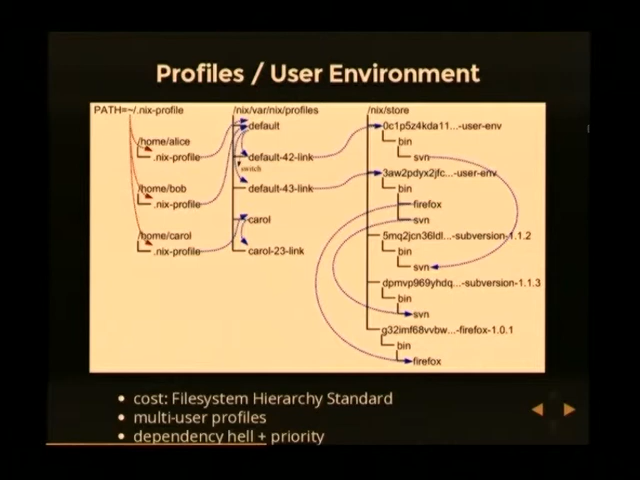 Profiles / User Environment
PATH=~/.nix-profile
/home/alice
.nix-profile
/home/bob
.nix-profile
/home/carol
.nix-profile
/nix/var/nix/profiles
default
default-42-link
switch
default-43-link
carol
carol-23-link
/nix/store
0c1p5z4kda11...-user-env
bin
svn
3aw2pdyx2jfc...-user-env
bin
firefox
svn
5mq2jcn36ldl...-subversion-1.1.2
bin
svn
dpmvp969yhdq...-subversion-1.1.3
bin
svn
g32imf68vvbw...-firefox-1.0.1
bin
firefox
• cost: Filesystem Hierarchy Standard
• multi-user profiles
• dependency hell + priority